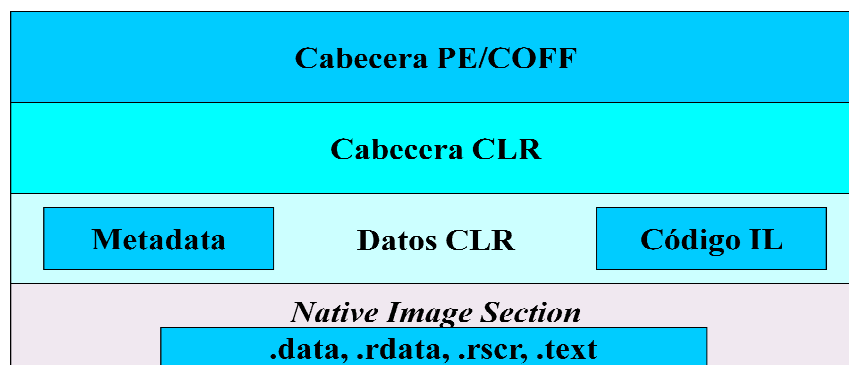 Cabecera PE/COFF
Cabecera CLR
Metadata Datos CLR Código IL
Native Image Section
.data, .rdata, .rscr, .text